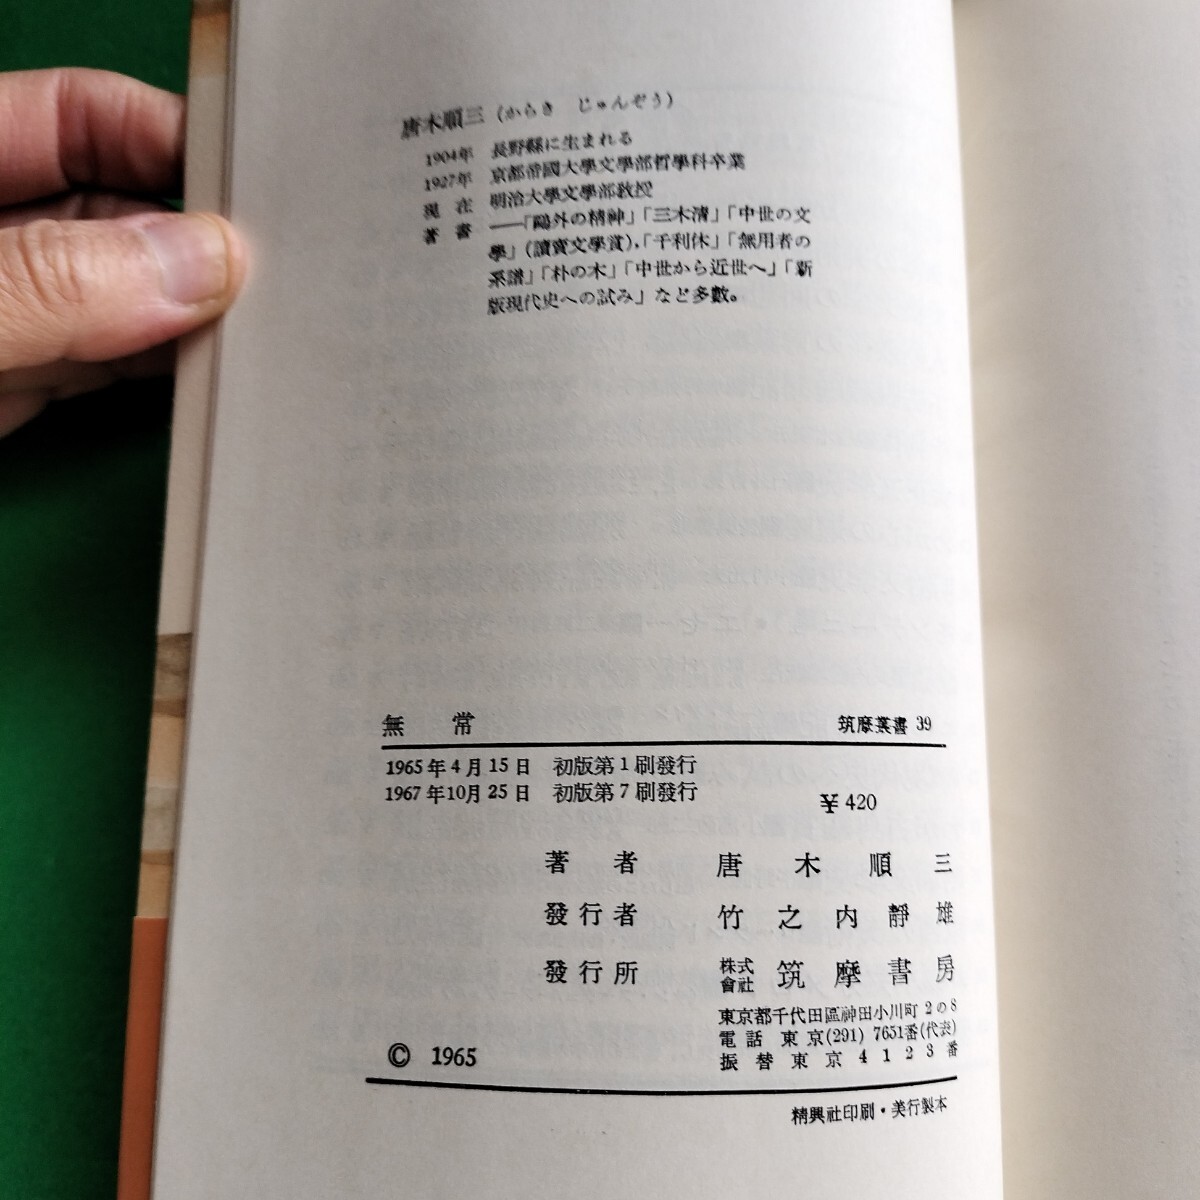 唐木順三 (からき じゅんぞう)
1904年 長野縣に生まれる
1927年 京都帝國大學文學部哲學科卒業
現在 明治大學文學部敎授
著書 ──「鷗外の精神」「三木清」「中世の文
學」(讀賣文學賞),「千利休」「無用者の
系譜」「朴の木」「中世から近世へ」「新
版現代史への試み」など多數。
無常 筑摩叢書 39
1965年4月15日 初版第1刷發行
1967年10月25日 初版第7刷發行
¥420
著者 唐木順三
發行者 竹之内靜雄
發行所 株式會社 筑摩書房
東京都千代田區神田小川町2の8
電話 東京(291) 7651番(代表)
振替東京4123番
© 1965
精興社印刷・美行製本